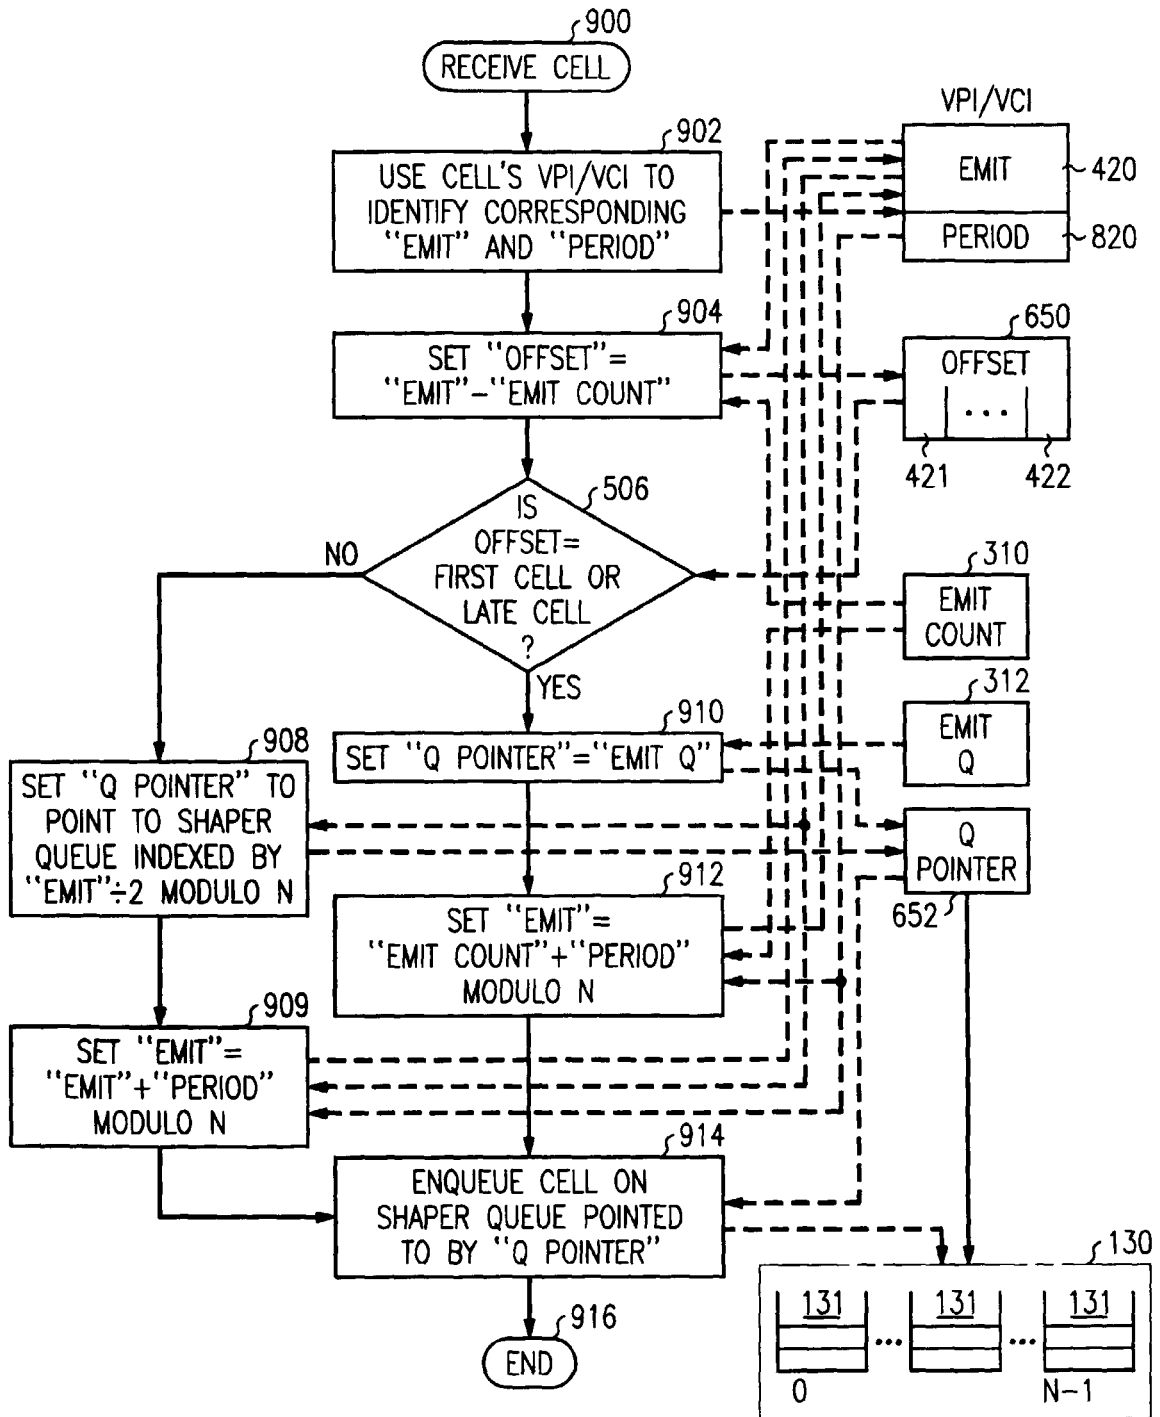 900
RECEIVE CELL
902
USE CELL'S VPI/VCI TO
IDENTIFY CORRESPONDING
"EMIT" AND "PERIOD"
VPI/VCI
EMIT
420
PERIOD
820
904
SET "OFFSET"=
"EMIT"-"EMIT COUNT"
650
OFFSET
...
421
422
506
IS
OFFSET=
FIRST CELL OR
LATE CELL
?
NO
YES
310
EMIT
COUNT
312
EMIT
Q
910
SET "Q POINTER"="EMIT Q"
908
SET "Q POINTER" TO
POINT TO SHAPER
QUEUE INDEXED BY
"EMIT"÷2 MODULO N
Q
POINTER
652
912
SET "EMIT"=
"EMIT COUNT"+"PERIOD"
MODULO N
909
SET "EMIT"=
"EMIT"+"PERIOD"
MODULO N
914
ENQUEUE CELL ON
SHAPER QUEUE POINTED
TO BY "Q POINTER"
130
131 ... 131 ... 131
0
N-1
916
END